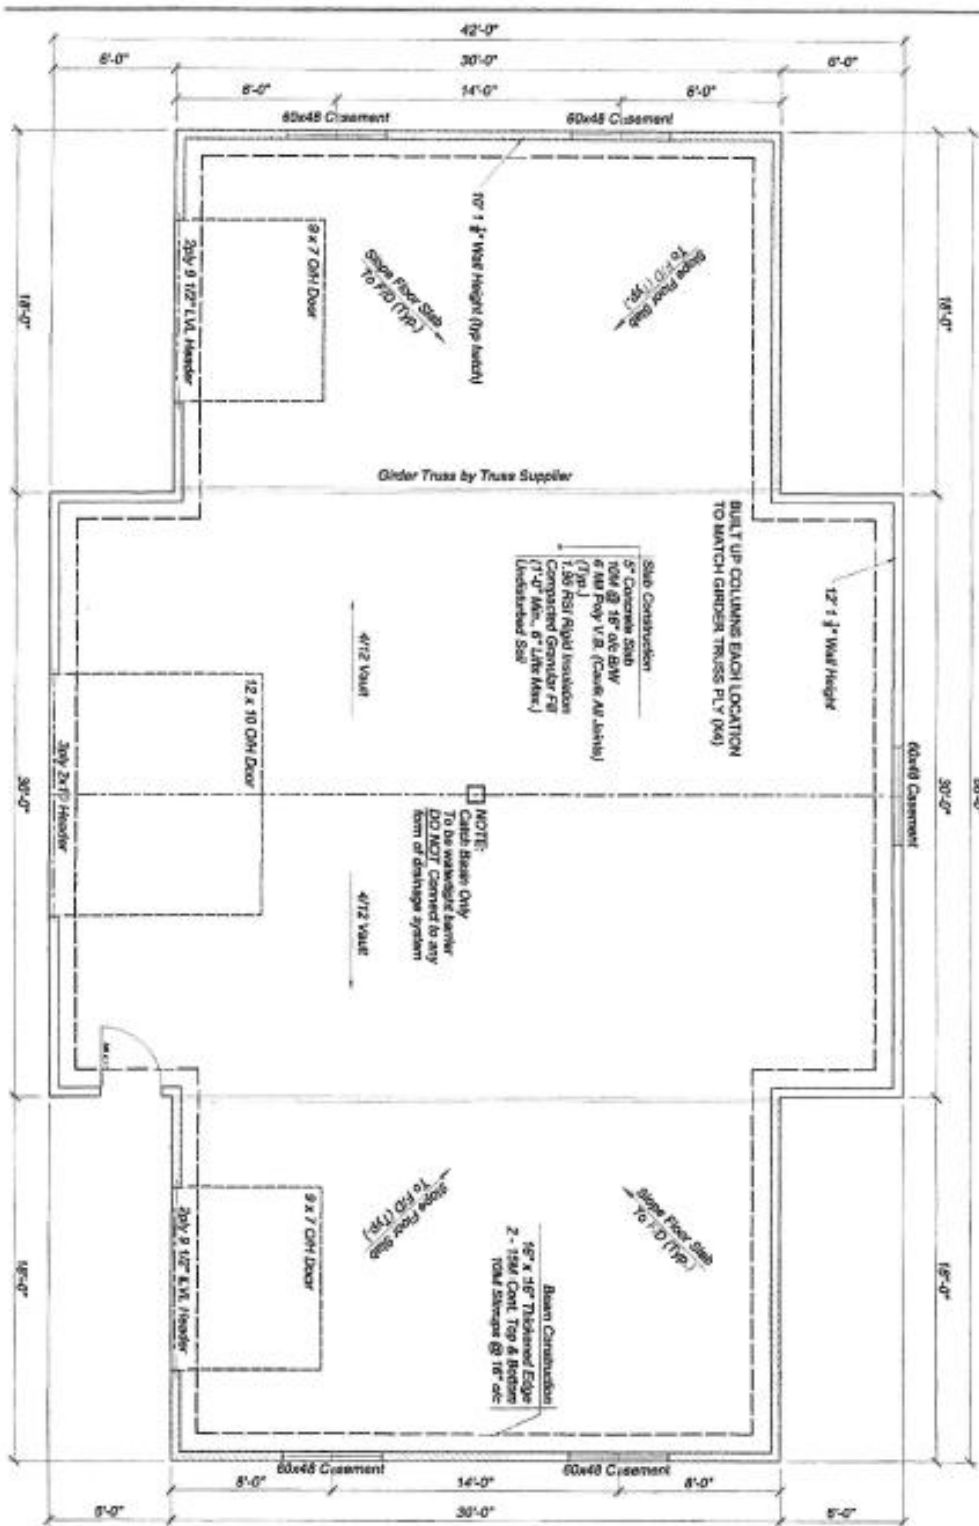 42'-0"
6'-0"
30'-0"
6'-0"
8'-0"
14'-0"
8'-0"
60x48 Casement
60x48 Casement
10' 1 ⅛" Wall Height (typ hatch)
9 x 7 O/H Door
2ply 9 1/2" LVL Header
Slope Floor Slab
To F/D (Typ.)
Slope Floor Slab
To F/D (Typ.)
18'-0"
18'-0"
Girder Truss by Truss Supplier
BUILT UP COLUMNS EACH LOCATION
TO MATCH GIRDER TRUSS PLY (X4)
Slab Construction
5" Concrete Slab
10M @ 16" o/c B/W
6 Mil Poly V.B. (Caulk All Joints)
(Typ.)
1.96 RSI Rigid Insulation
Compacted Granular Fill
(1'-0" Min., 6" Lifts Max.)
Undisturbed Soil
12' 1 ⅛" Wall Height
4/12 Vault
12 x 10 O/H Door
3ply 2x10 Header
60x48 Casement
30'-0"
30'-0"
NOTE:
Catch Basin Only
To be watertight barrier
DO NOT Connect to any
form of drainage system
4/12 Vault
9 x 7 O/H Door
2ply 9 1/2" LVL Header
Slope Floor Slab
To F/D (Typ.)
Slope Floor Slab
To F/D (Typ.)
Beam Construction
16" x 16" Thickened Edge
2 - 15M Cont. Top & Bottom
10M Stirrups @ 16" o/c
18'-0"
18'-0"
60x48 Casement
60x48 Casement
8'-0"
14'-0"
8'-0"
6'-0"
30'-0"
6'-0"